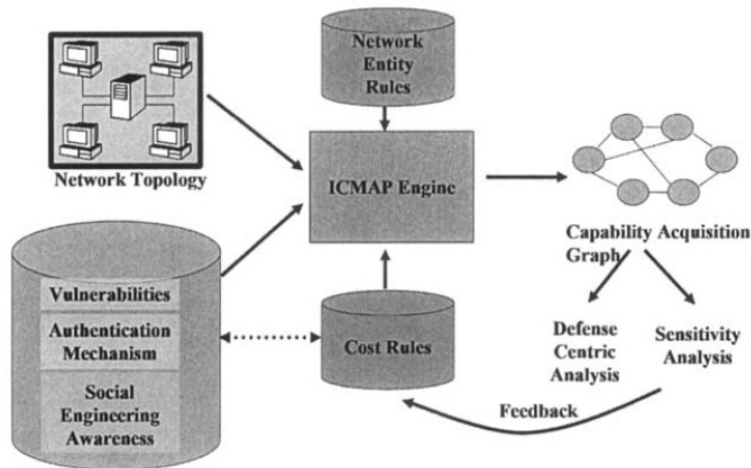 Network
Entity
Rules
Network Topology
ICMAP Engine
Capability Acquisition
Graph
Vulnerabilities
Authentication
Mechanism
Social
Engineering
Awareness
Cost Rules
Defense
Centric
Analysis
Sensitivity
Analysis
Feedback